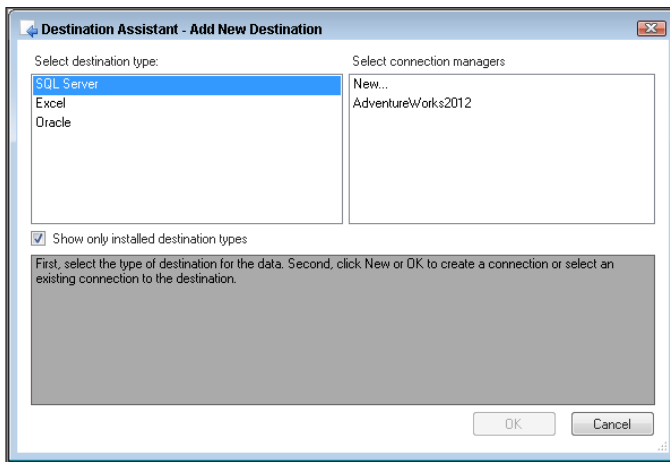 Destination Assistant - Add New Destination
Select destination type:
Select connection managers
SQL Server
Excel
Oracle
New...
AdventureWorks2012
Show only installed destination types
First, select the type of destination for the data. Second, click New or OK to create a connection or select an
existing connection to the destination.
OK
Cancel